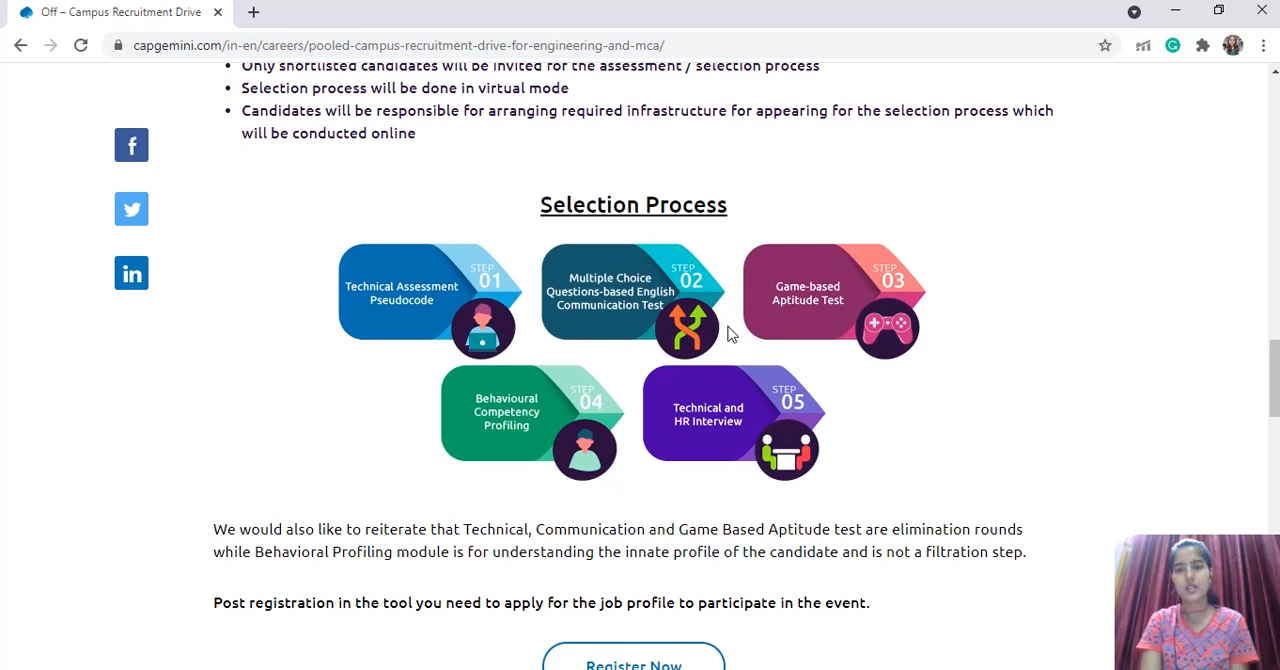 Off – Campus Recruitment Drive
capgemini.com/in-en/careers/pooled-campus-recruitment-drive-for-engineering-and-mca/
• Only shortlisted candidates will be invited for the assessment / selection process
• Selection process will be done in virtual mode
• Candidates will be responsible for arranging required infrastructure for appearing for the selection process which
will be conducted online
f
in
Selection Process
Technical Assessment
Pseudocode
STEP
01
Multiple Choice
Questions-based English
Communication Test
STEP
02
Game-based
Aptitude Test
STEP
03
Behavioural
Competency
Profiling
STEP
04
Technical and
HR Interview
STEP
05
We would also like to reiterate that Technical, Communication and Game Based Aptitude test are elimination rounds
while Behavioral Profiling module is for understanding the innate profile of the candidate and is not a filtration step.
Post registration in the tool you need to apply for the job profile to participate in the event.
Register Now